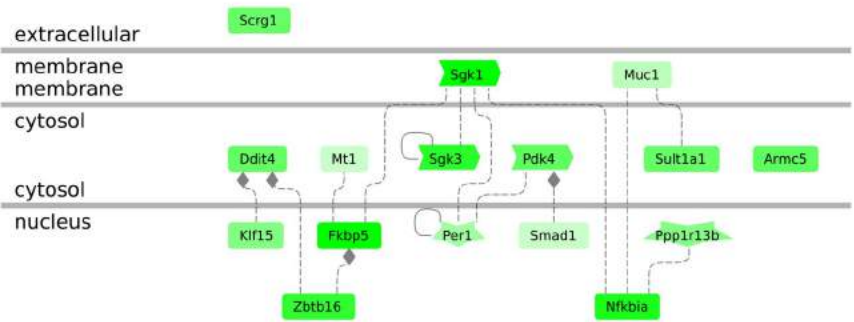 Scrg1
extracellular
membrane
Sgk1
Muc1
membrane
cytosol
Ddit4
Mt1
Sgk3
Pdk4
Sult1a1
Armc5
cytosol
nucleus
Klf15
Fkbp5
Per1
Smad1
Ppp1r13b
Zbtb16
Nfkbia